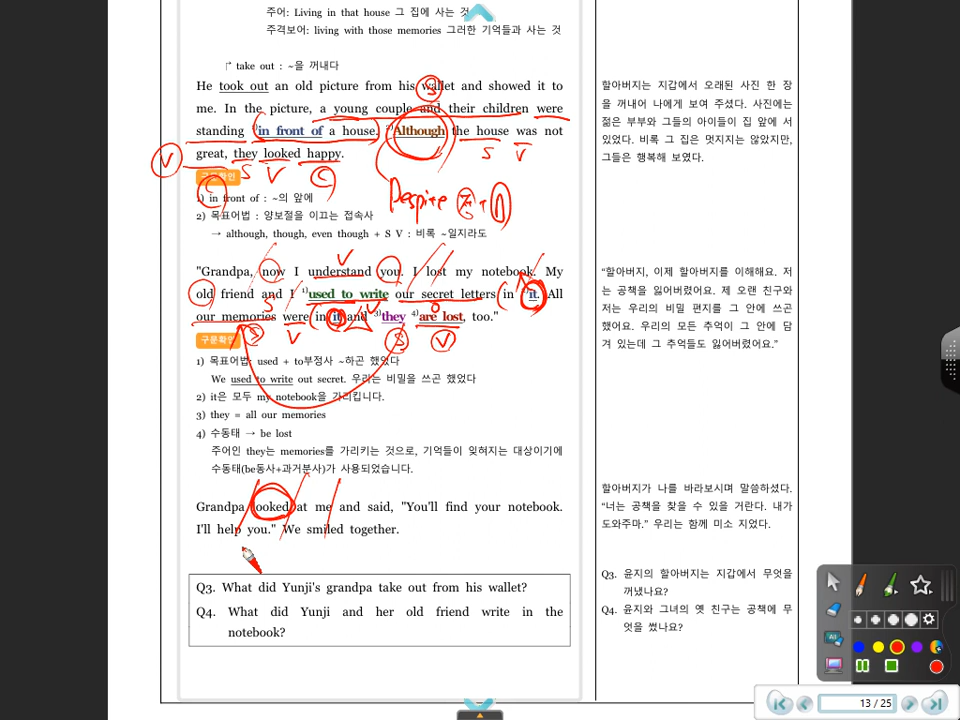 주어: Living in that house 그 집에 사는 것
주격보어: living with those memories 그러한 기억들과 사는 것
take out : ~을 꺼내다
He took out an old picture from his wallet and showed it to
me. In the picture, a young couple and their children were
standing 1)in front of a house. 2)Although the house was not
great, they looked happy.
구문확인
1) in front of : ~의 앞에
2) 목표어법 : 양보절을 이끄는 접속사
→ although, though, even though + S V : 비록 ~일지라도
Despite
"Grandpa, now I understand you. I lost my notebook. My
old friend and I 1)used to write our secret letters in 2)it. All
our memories were in it and 3)they 4)are lost, too."
구문확인
1) 목표어법: used + to부정사 ~하곤 했었다
We used to write out secret. 우리는 비밀을 쓰곤 했었다
2) it은 모두 my notebook을 가리킵니다.
3) they = all our memories
4) 수동태 → be lost
주어인 they는 memories를 가리키는 것으로, 기억들이 잊혀지는 대상이기에
수동태(be동사+과거분사)가 사용되었습니다.
Grandpa looked at me and said, "You'll find your notebook.
I'll help you." We smiled together.
Q3. What did Yunji's grandpa take out from his wallet?
Q4. What did Yunji and her old friend write in the
notebook?
할아버지는 지갑에서 오래된 사진 한 장
을 꺼내어 나에게 보여 주셨다. 사진에는
젊은 부부와 그들의 아이들이 집 앞에 서
있었다. 비록 그 집은 멋지지는 않았지만,
그들은 행복해 보였다.
“할아버지, 이제 할아버지를 이해해요. 저
는 공책을 잃어버렸어요. 제 오랜 친구와
저는 우리의 비밀 편지를 그 안에 쓰곤
했어요. 우리의 모든 추억이 그 안에 담
겨 있는데 그 추억들도 잃어버렸어요.”
할아버지가 나를 바라보시며 말씀하셨다.
“너는 공책을 찾을 수 있을 거란다. 내가
도와주마.” 우리는 함께 미소 지었다.
Q3. 윤지의 할아버지는 지갑에서 무엇을
꺼냈나요?
Q4. 윤지와 그녀의 옛 친구는 공책에 무
엇을 썼나요?
13 / 25